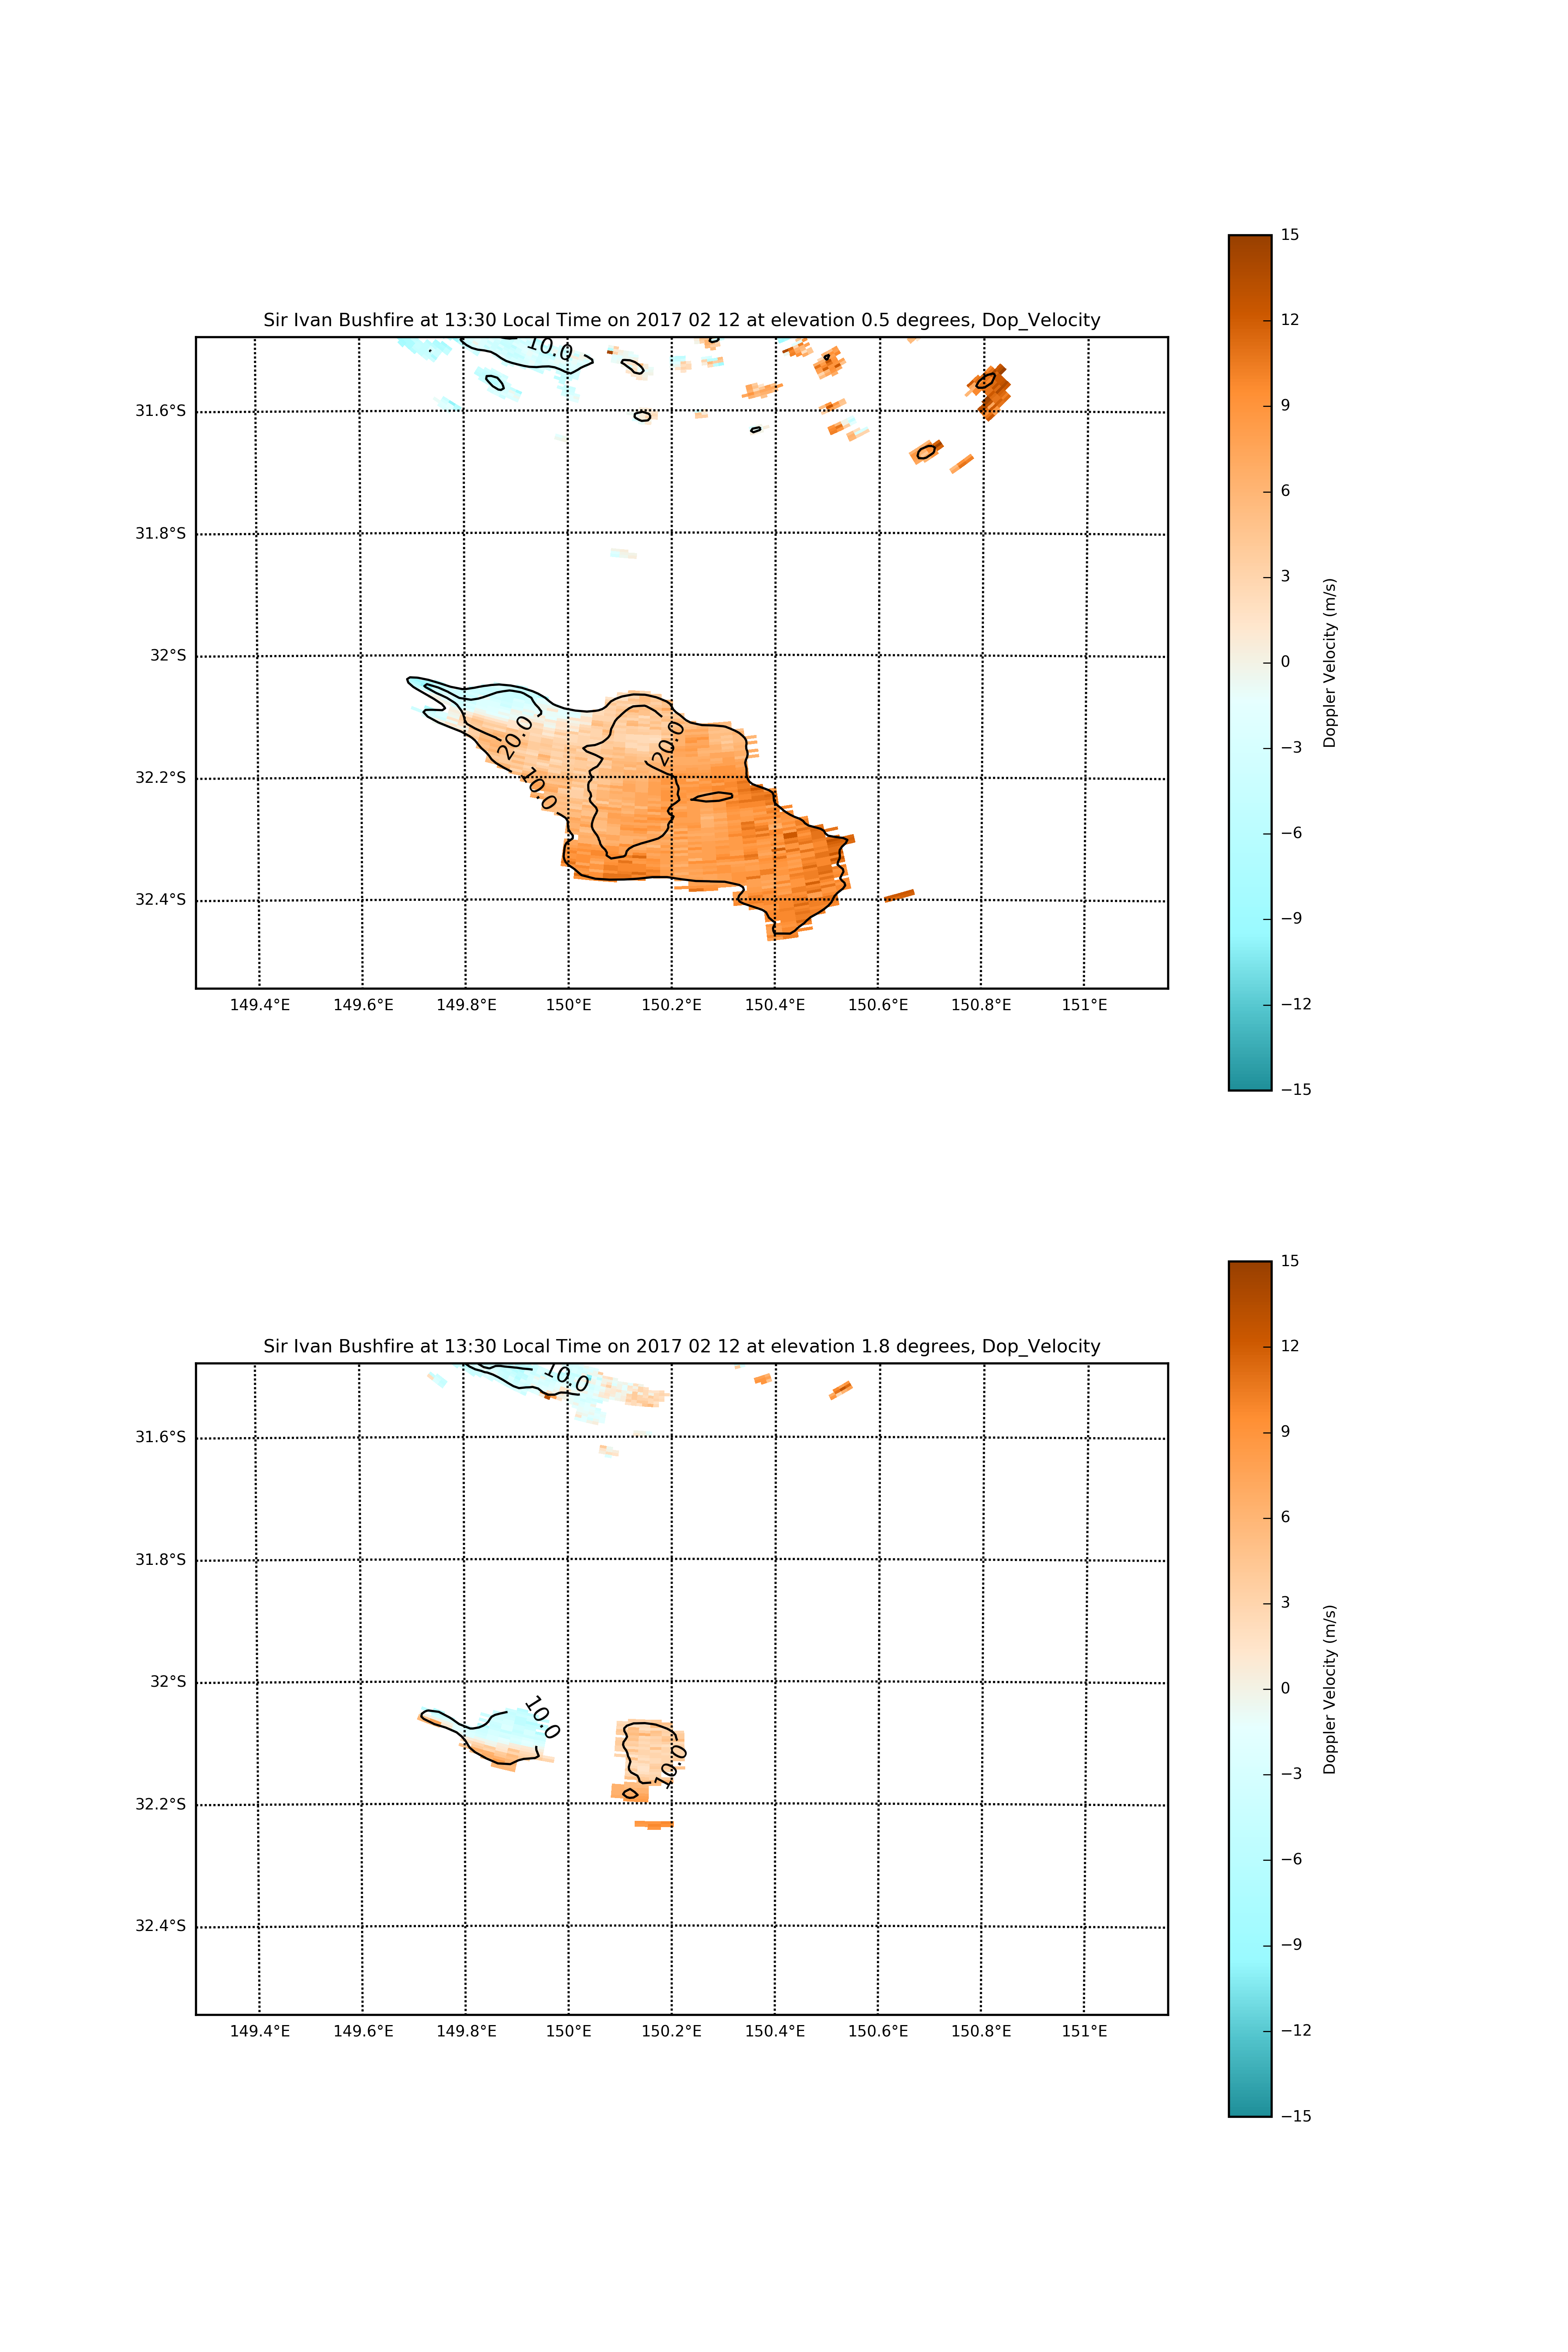 Sir Ivan Bushfire at 13:30 Local Time on 2017 02 12 at elevation 0.5 degrees, Dop_Velocity
31.6°S
31.8°S
32°S
32.2°S
32.4°S
10.0
20.0
20.0
10.0
149.4°E 149.6°E 149.8°E 150°E 150.2°E 150.4°E 150.6°E 150.8°E 151°E
15
12
9
6
3
0
−3
−6
−9
−12
−15
Doppler Velocity (m/s)
Sir Ivan Bushfire at 13:30 Local Time on 2017 02 12 at elevation 1.8 degrees, Dop_Velocity
31.6°S
31.8°S
32°S
32.2°S
32.4°S
10.0
10.0
10.0
149.4°E 149.6°E 149.8°E 150°E 150.2°E 150.4°E 150.6°E 150.8°E 151°E
15
12
9
6
3
0
−3
−6
−9
−12
−15
Doppler Velocity (m/s)